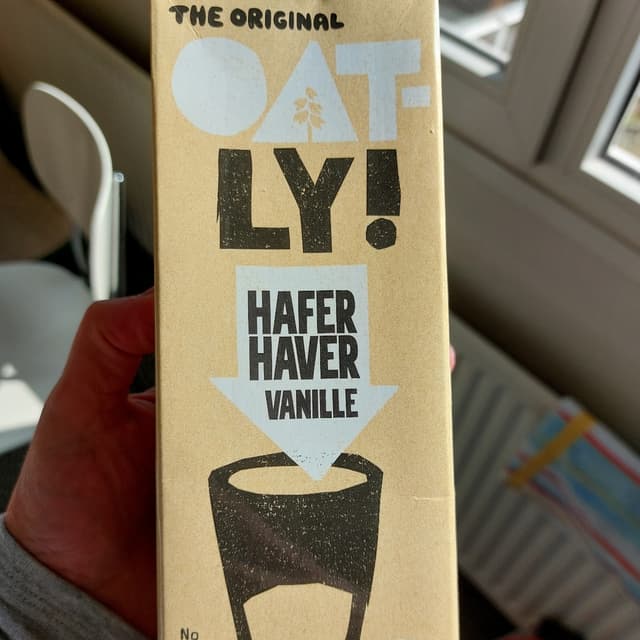 THE ORIGINAL
OAT-
LY!
HAFER
HAVER
VANILLE
No